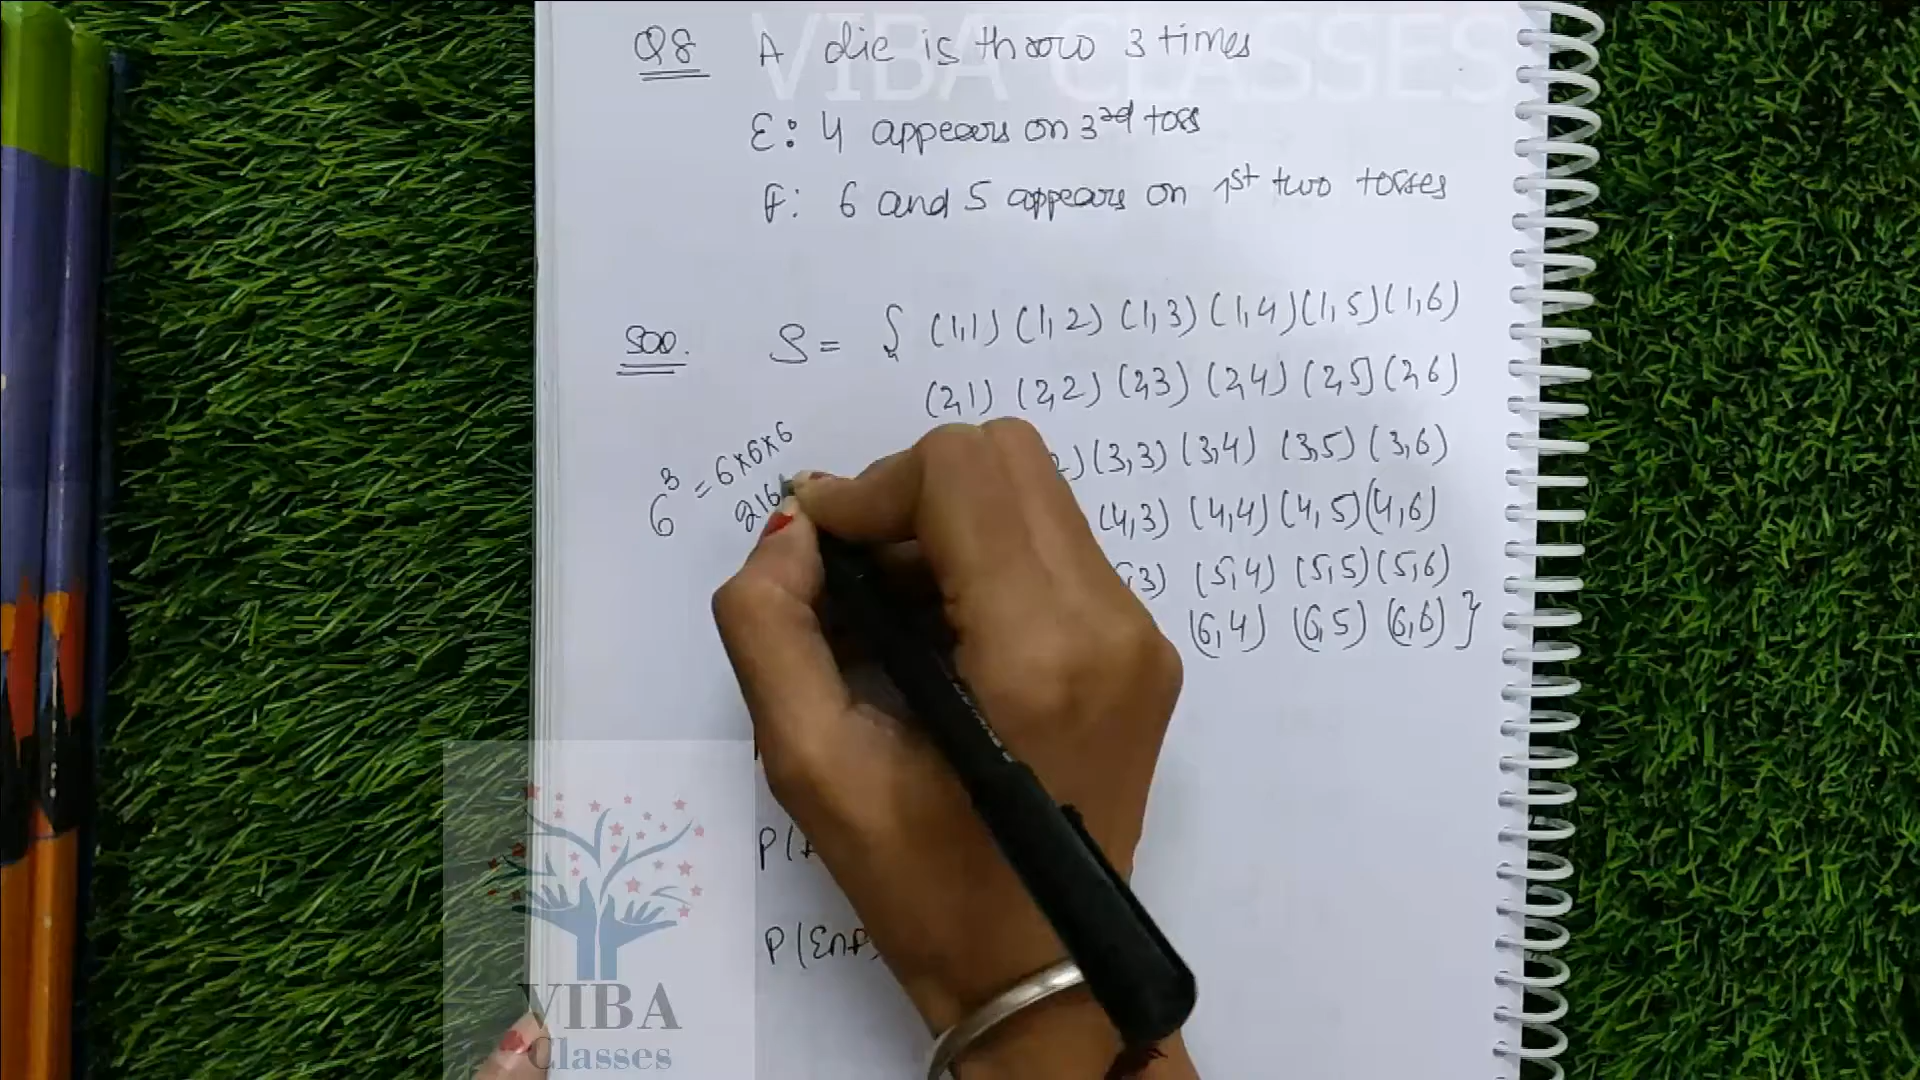 VIBA CLASSES
Q8 A die is throw 3 times
E: 4 appears on 3rd toss
F: 6 and 5 appears on 1st two tosses
Soo. S = { (1,1) (1,2) (1,3) (1,4) (1,5) (1,6)
(2,1) (2,2) (2,3) (2,4) (2,5) (2,6)
2) (3,3) (3,4) (3,5) (3,6)
6³ = 6×6×6
216
(4,3) (4,4) (4,5) (4,6)
,3) (5,4) (5,5) (5,6)
(6,4) (6,5) (6,6) }
P(
P(E∩F
VIBA
Classes